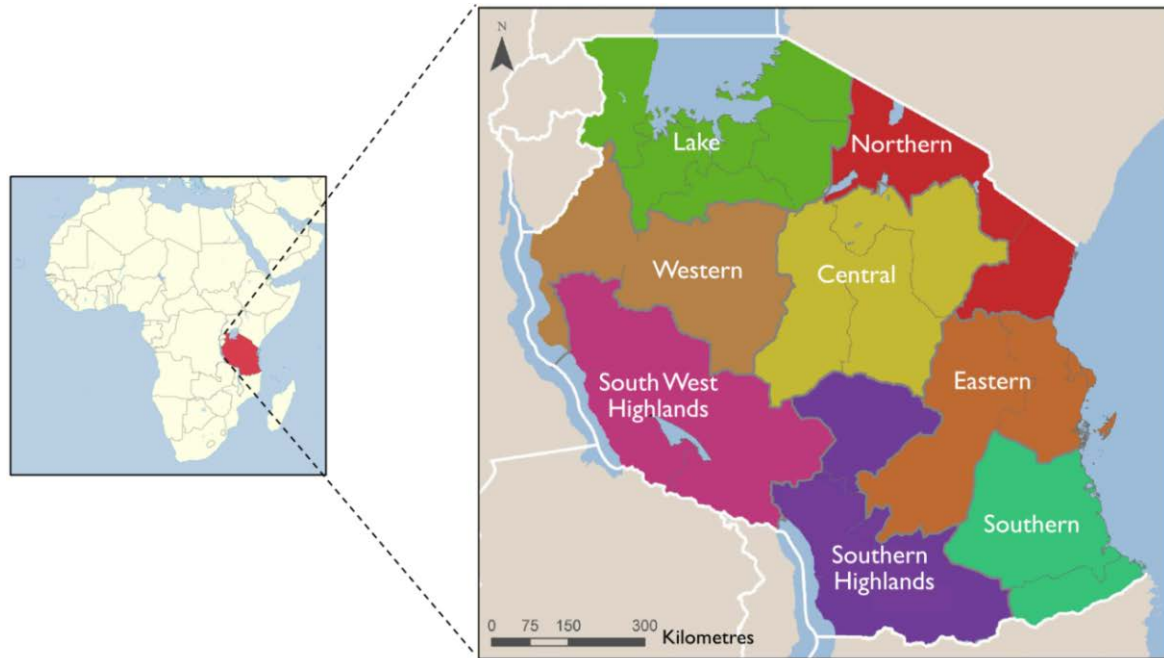 N
Lake
Northern
Western
Central
South West
Highlands
Eastern
Southern
Southern
Highlands
0 75 150 300 Kilometres